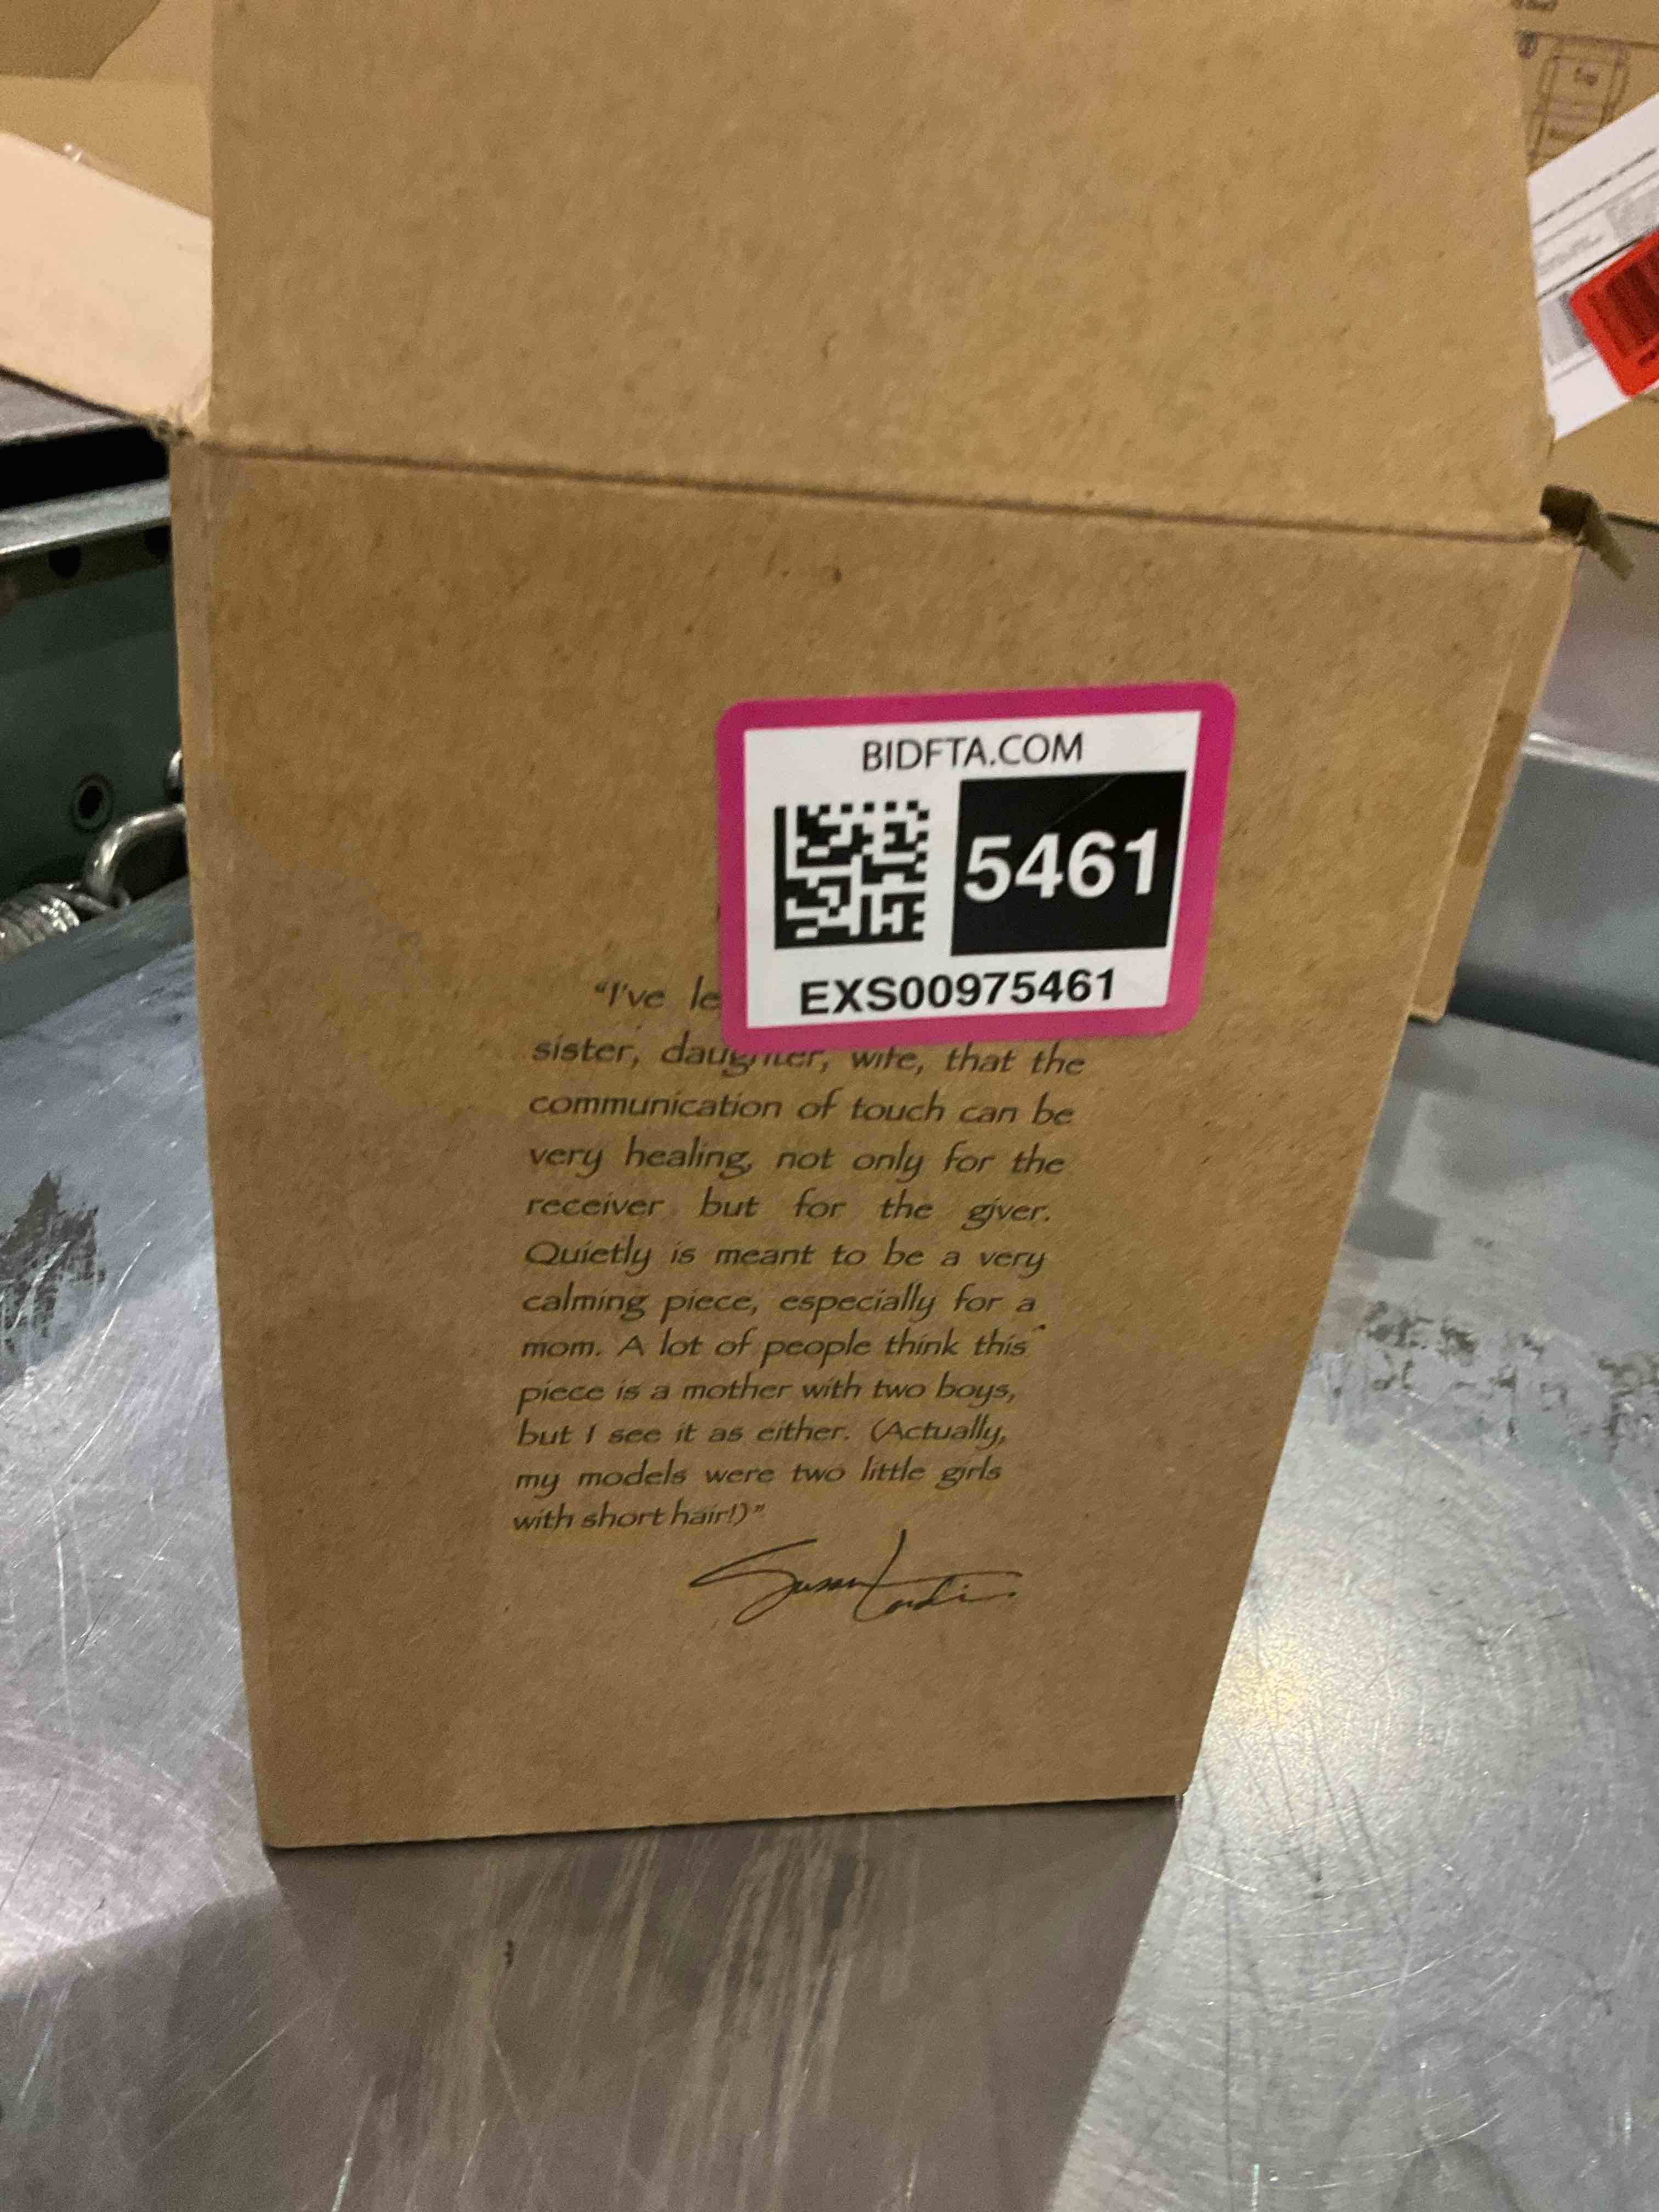 BIDFTA.COM
5461
EXS00975461
"I've
sister, daughter, wife, that the
communication of touch can be
very healing, not only for the
receiver but for the giver.
Quietly is meant to be a very
calming piece, especially for a
mom. A lot of people think this
piece is a mother with two boys,
but I see it as either. (Actually,
my models were two little girls
with short hair!)"